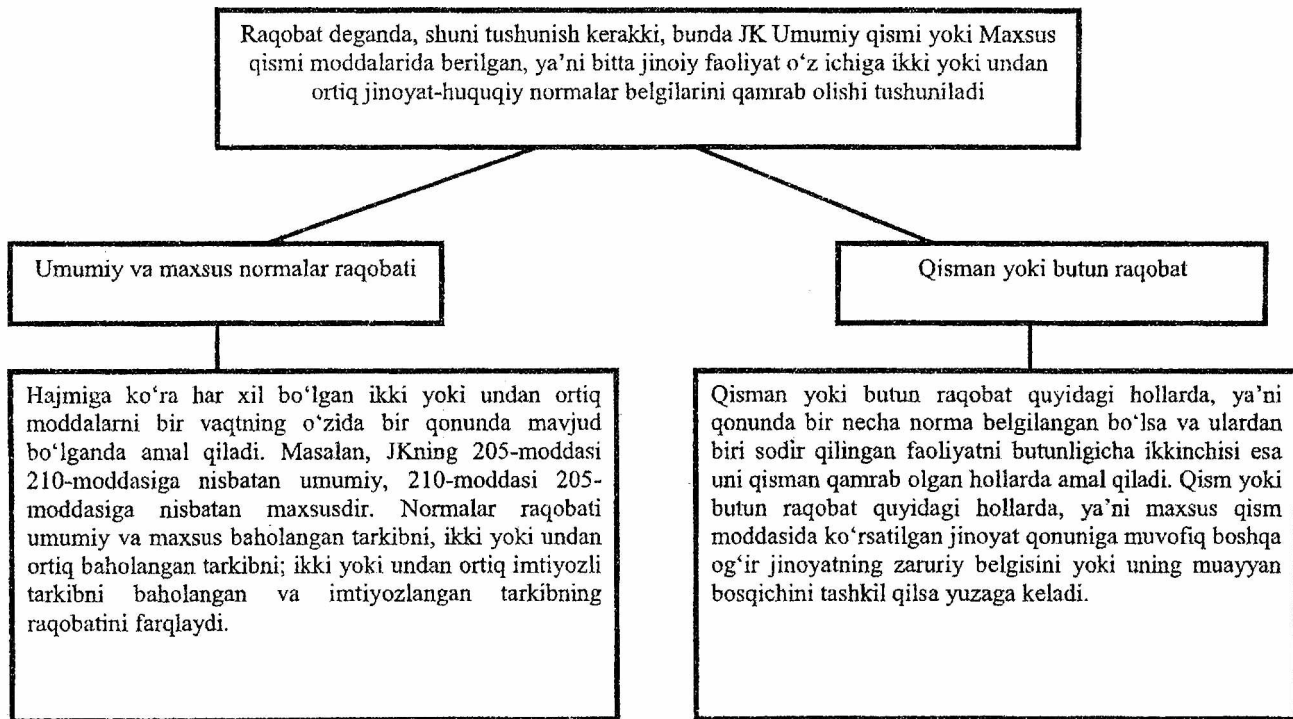 Raqobat deganda, shuni tushunish kerakki, bunda JK Umumiy qismi yoki Maxsus
qismi moddalarida berilgan, ya'ni bitta jinoiy faoliyat o'z ichiga ikki yoki undan
ortiq jinoyat-huquqiy normalar belgilarini qamrab olishi tushuniladi
Umumiy va maxsus normalar raqobati
Qisman yoki butun raqobat
Hajmiga ko‘ra har xil bo‘lgan ikki yoki undan ortiq
moddalarni bir vaqtning o‘zida bir qonunda mavjud
bo‘lganda amal qiladi. Masalan, JKning 205-moddasi
210-moddasiga nisbatan umumiy, 210-moddasi 205-
moddasiga nisbatan maxsusdir. Normalar raqobati
umumiy va maxsus baholangan tarkibni, ikki yoki undan
ortiq baholangan tarkibni; ikki yoki undan ortiq imtiyozli
tarkibni baholangan va imtiyozlangan tarkibning
raqobatini farqlaydi.
Qisman yoki butun raqobat quyidagi hollarda, ya'ni
qonunda bir necha norma belgilangan bo‘lsa va ulardan
biri sodir qilingan faoliyatni butunligicha ikkinchisi esa
uni qisman qamrab olgan hollarda amal qiladi. Qism yoki
butun raqobat quyidagi hollarda, ya'ni maxsus qism
moddasida ko‘rsatilgan jinoyat qonuniga muvofiq boshqa
og‘ir jinoyatning zaruriy belgisini yoki uning muayyan
bosqichini tashkil qilsa yuzaga keladi.